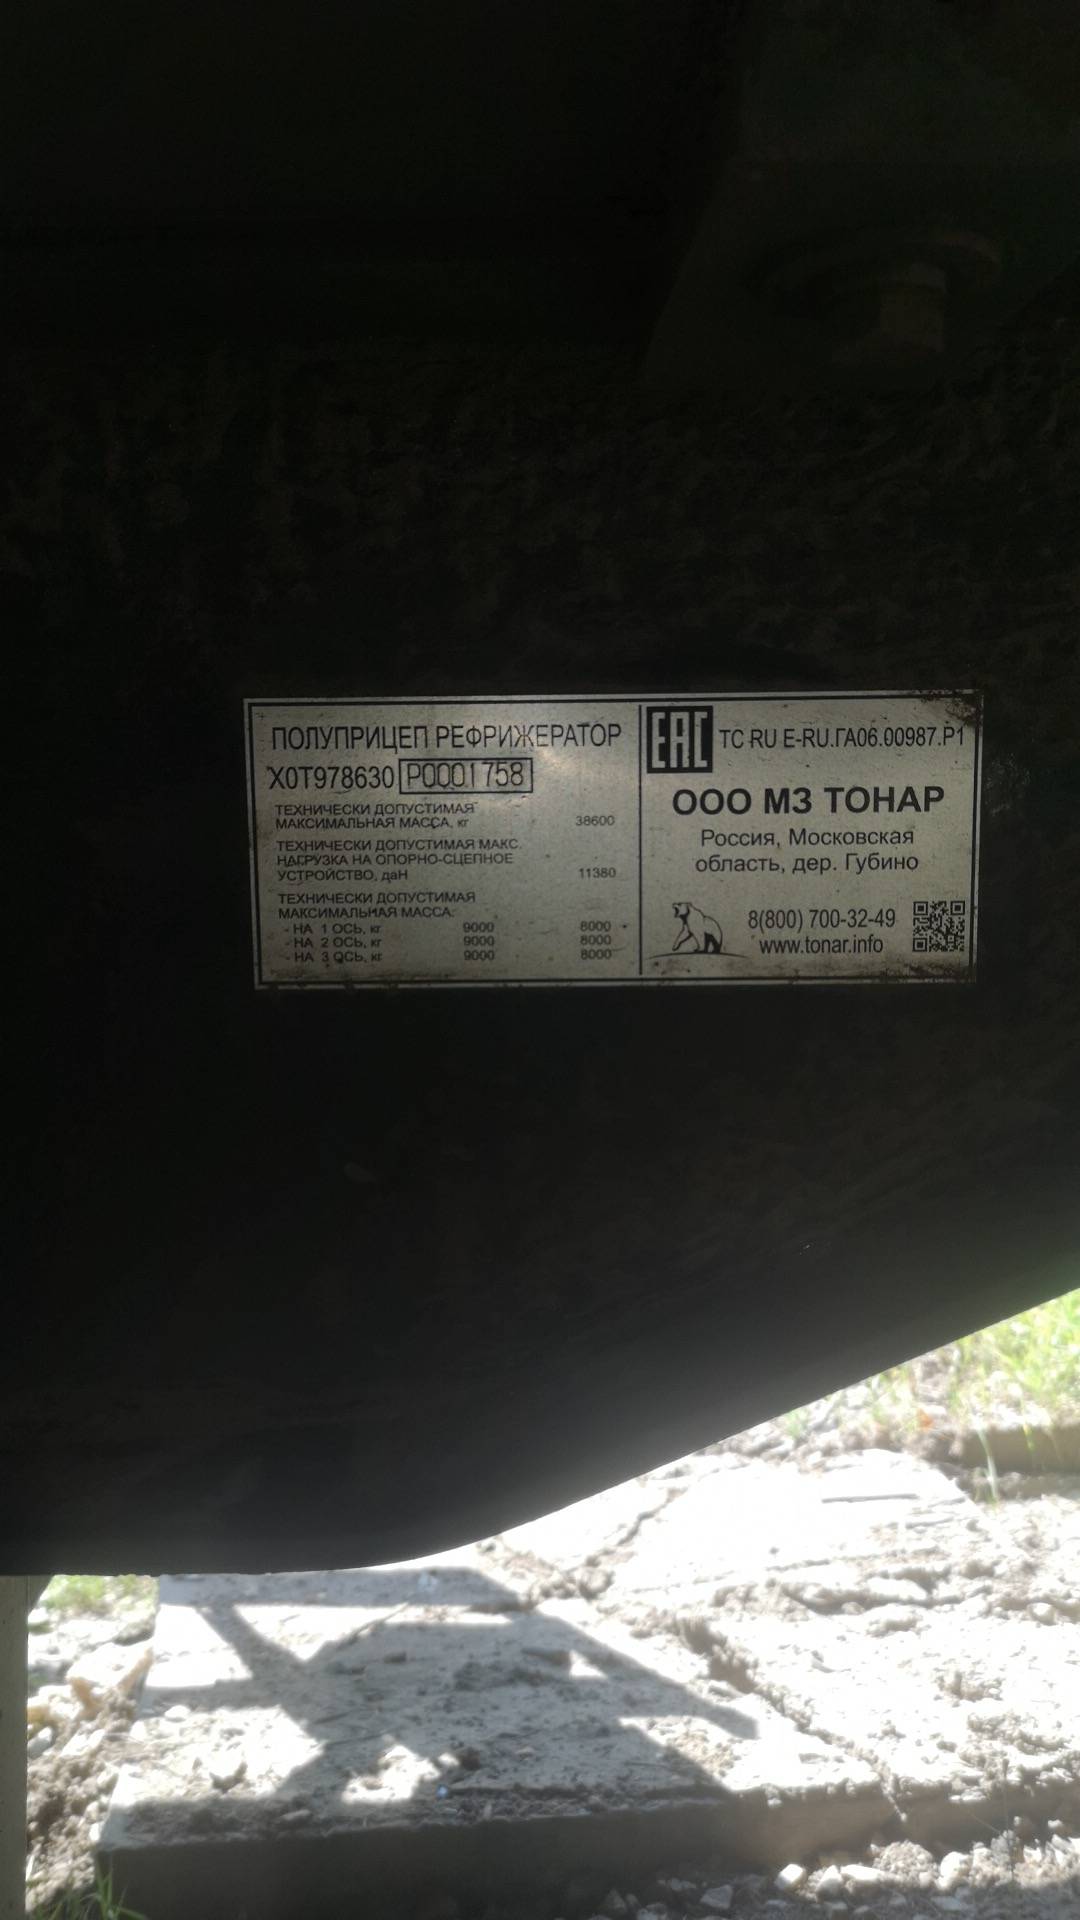 ПОЛУПРИЦЕП РЕФРИЖЕРАТОР
X0T978630 P0001758
ТЕХНИЧЕСКИ ДОПУСТИМАЯ
МАКСИМАЛЬНАЯ МАССА, кг 38600
ТЕХНИЧЕСКИ ДОПУСТИМАЯ МАКС.
НАГРУЗКА НА ОПОРНО-СЦЕПНОЕ
УСТРОЙСТВО, даН 11380
ТЕХНИЧЕСКИ ДОПУСТИМАЯ
МАКСИМАЛЬНАЯ МАССА:
- НА 1 ОСЬ, кг 9000 8000
- НА 2 ОСЬ, кг 9000 8000
- НА 3 ОСЬ, кг 9000 8000
EAC TC RU E-RU.ГА06.00987.P1
ООО МЗ ТОНАР
Россия, Московская
область, дер. Губино
8(800) 700-32-49
www.tonar.info